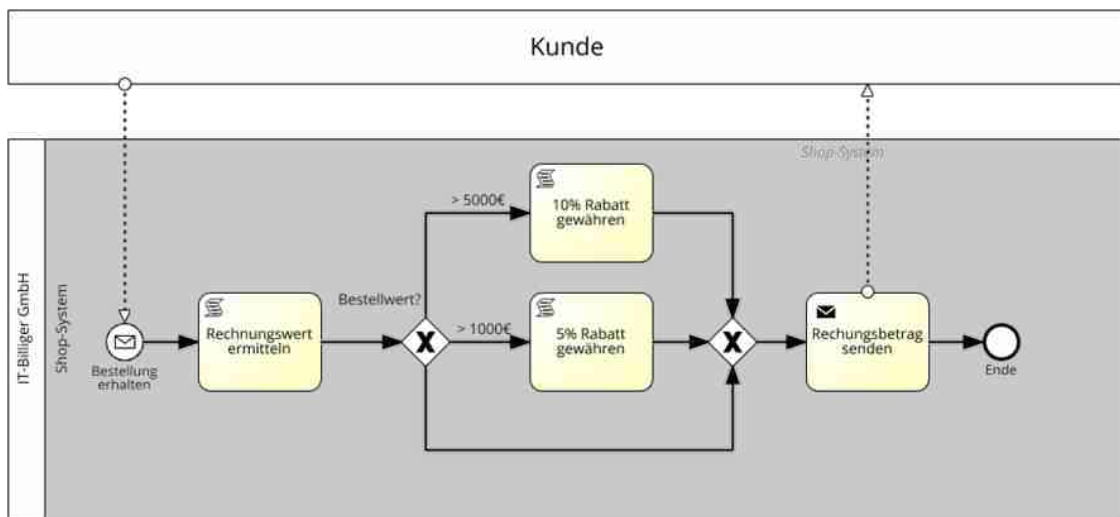 Kunde
Shop-System
> 5000€
10% Rabatt
gewähren
IT-Billiger GmbH
Shop-System
Bestellwert?
Rechnungswert
ermitteln
> 1000€
5% Rabatt
gewähren
Rechungsbetrag
senden
Bestellung
erhalten
Ende